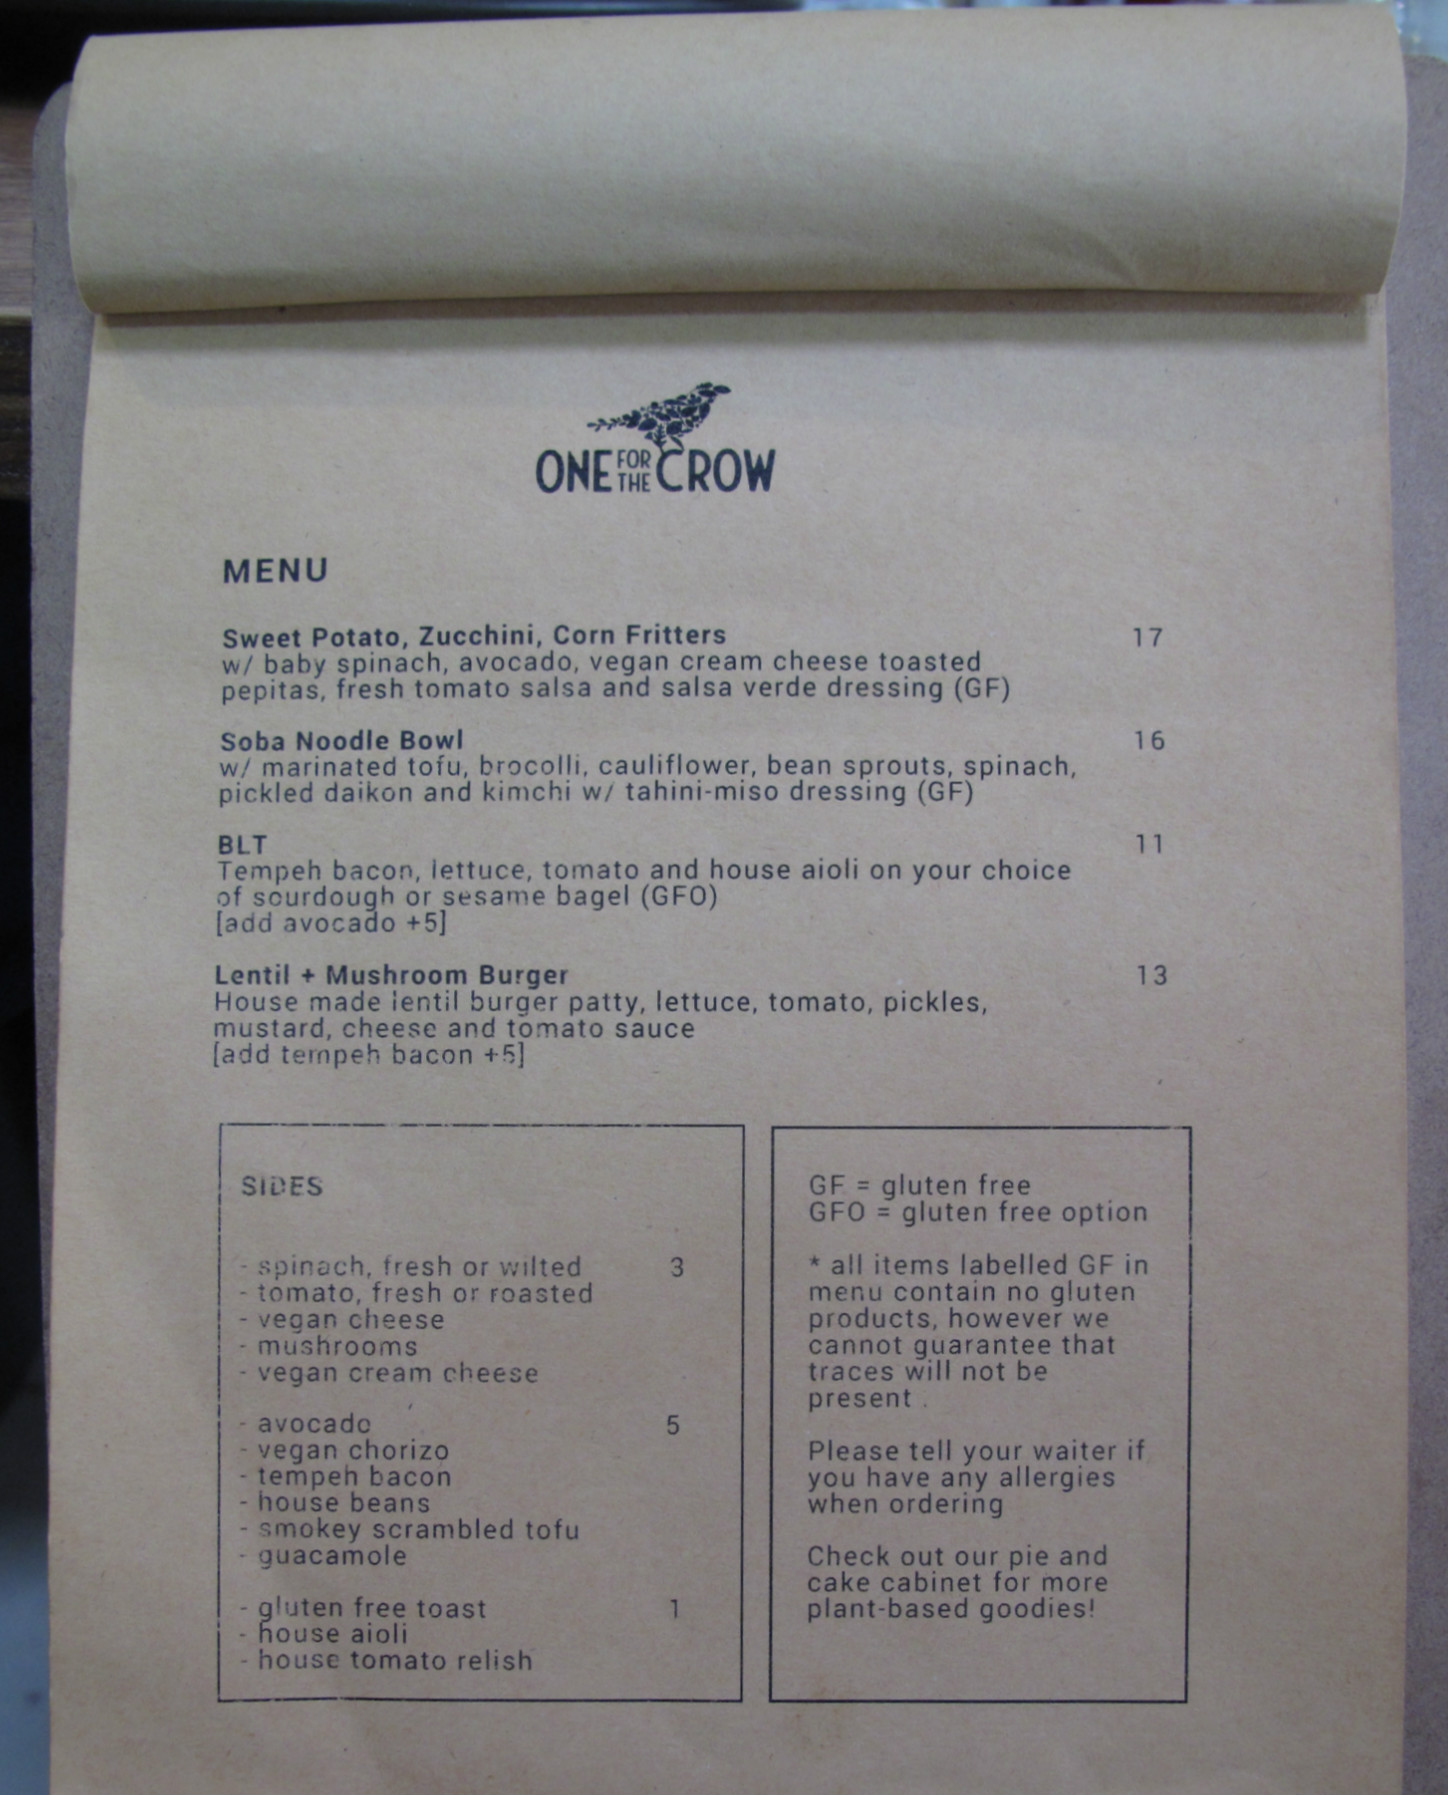 ONE FOR THE CROW
MENU
Sweet Potato, Zucchini, Corn Fritters 17
w/ baby spinach, avocado, vegan cream cheese toasted
pepitas, fresh tomato salsa and salsa verde dressing (GF)
Soba Noodle Bowl 16
w/ marinated tofu, brocolli, cauliflower, bean sprouts, spinach,
pickled daikon and kimchi w/ tahini-miso dressing (GF)
BLT 11
Tempeh bacon, lettuce, tomato and house aioli on your choice
of sourdough or sesame bagel (GFO)
[add avocado +5]
Lentil + Mushroom Burger 13
House made lentil burger patty, lettuce, tomato, pickles,
mustard, cheese and tomato sauce
[add tempeh bacon +5]
SIDES
- spinach, fresh or wilted 3
- tomato, fresh or roasted
- vegan cheese
- mushrooms
- vegan cream cheese
- avocado 5
- vegan chorizo
- tempeh bacon
- house beans
- smokey scrambled tofu
- guacamole
- gluten free toast 1
- house aioli
- house tomato relish
GF = gluten free
GFO = gluten free option
* all items labelled GF in
menu contain no gluten
products, however we
cannot guarantee that
traces will not be
present .
Please tell your waiter if
you have any allergies
when ordering
Check out our pie and
cake cabinet for more
plant-based goodies!